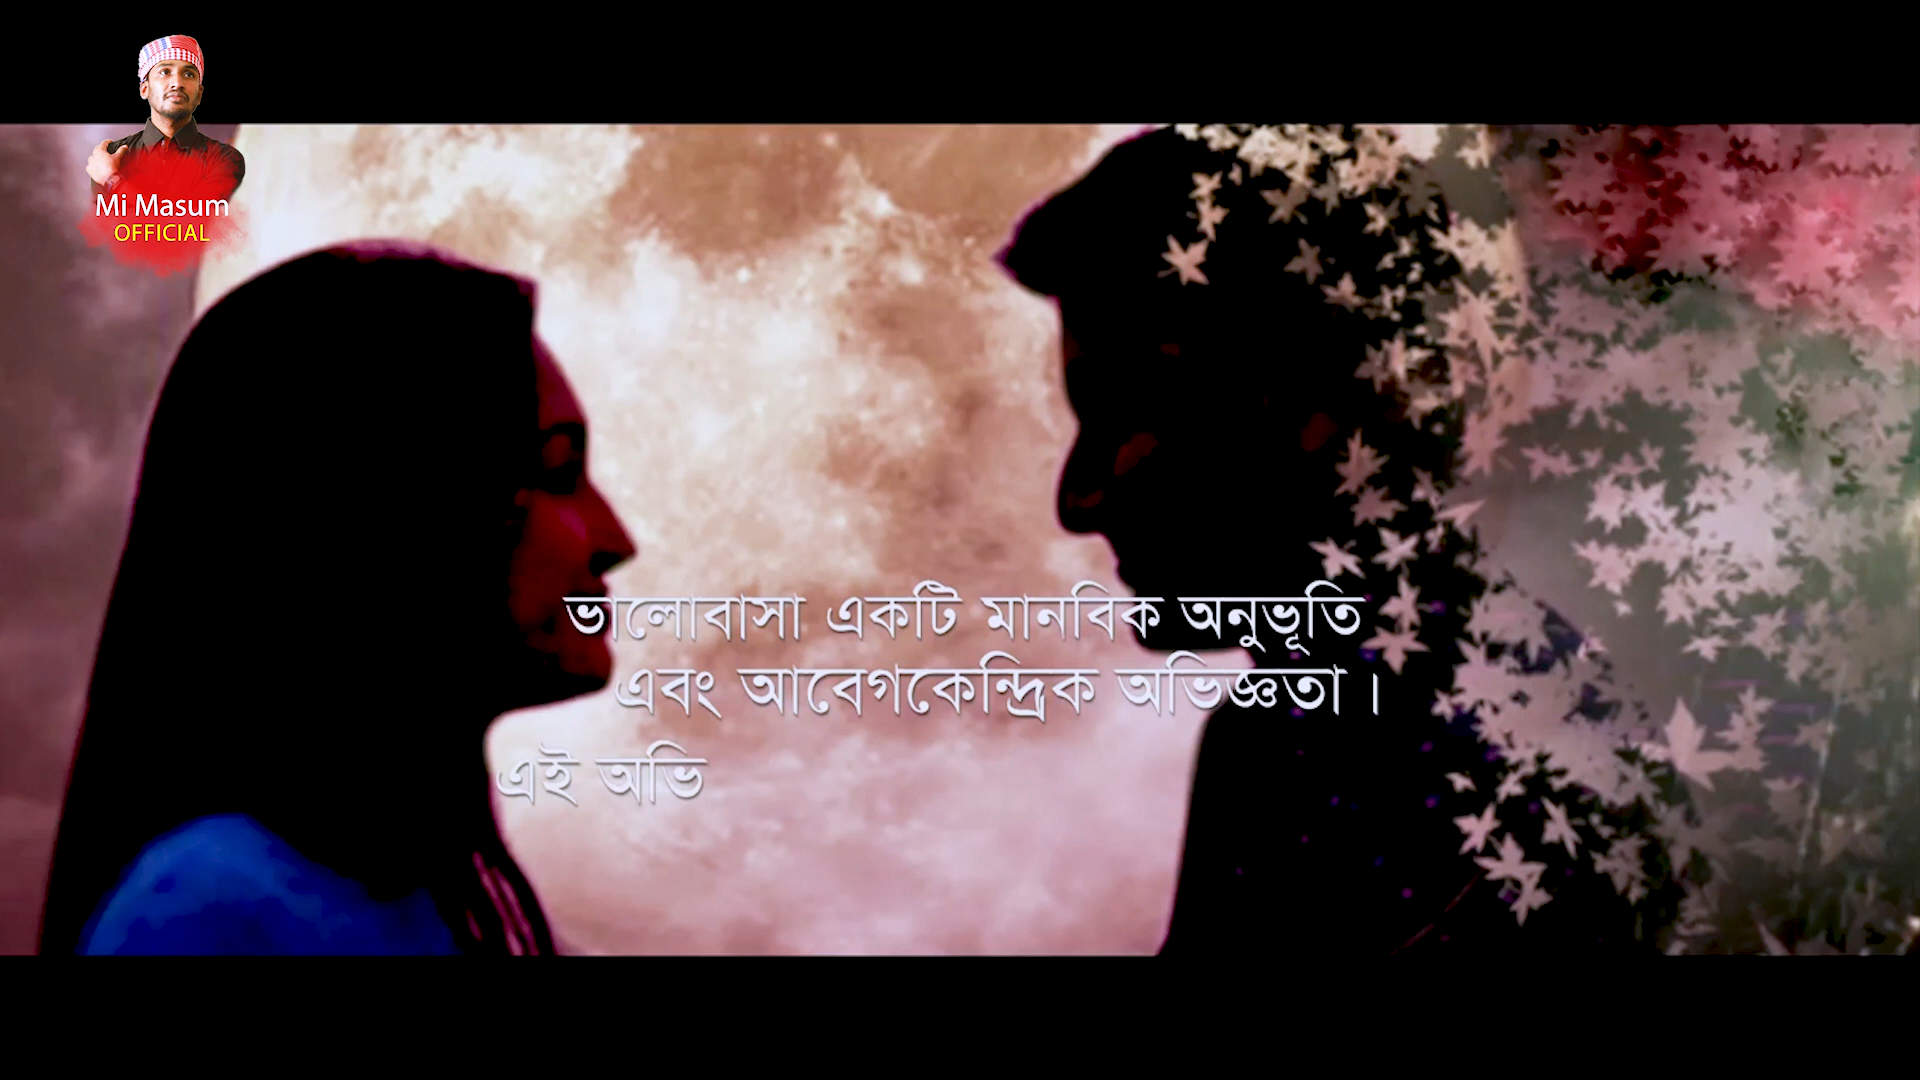 Mi Masum
OFFICIAL
ভালোবাসা একটি মানবিক অনুভূতি
এবং আবেগকেন্দ্রিক অভিজ্ঞতা ।
এই অভি